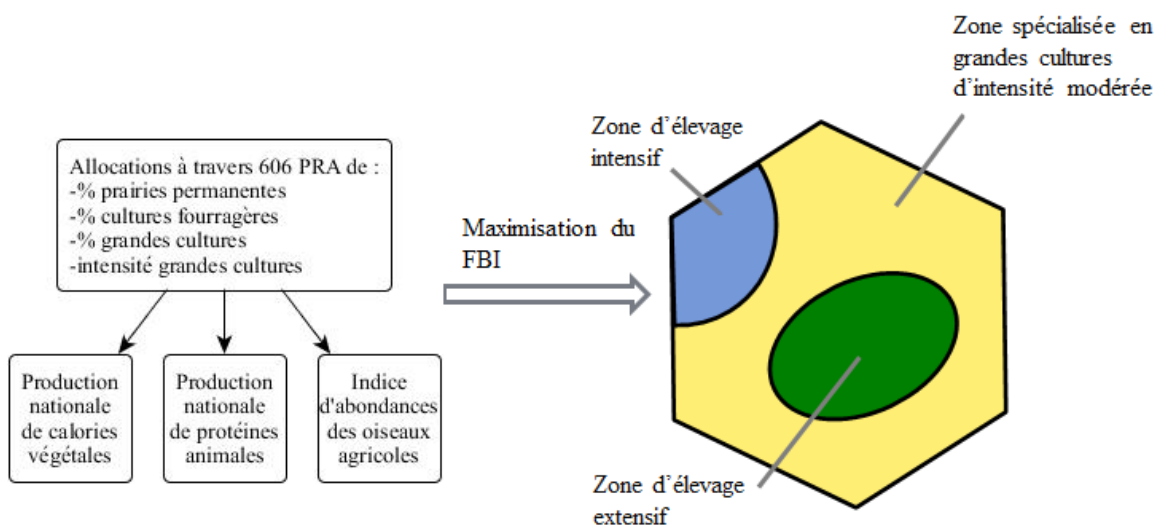 Allocations à travers 606 PRA de :
-% prairies permanentes
-% cultures fourragères
-% grandes cultures
-intensité grandes cultures
Production
nationale
de calories
végétales
Production
nationale
de protéines
animales
Indice
d'abondances
des oiseaux
agricoles
Maximisation du
FBI
Zone d'élevage
intensif
Zone spécialisée en
grandes cultures
d'intensité modérée
Zone d'élevage
extensif